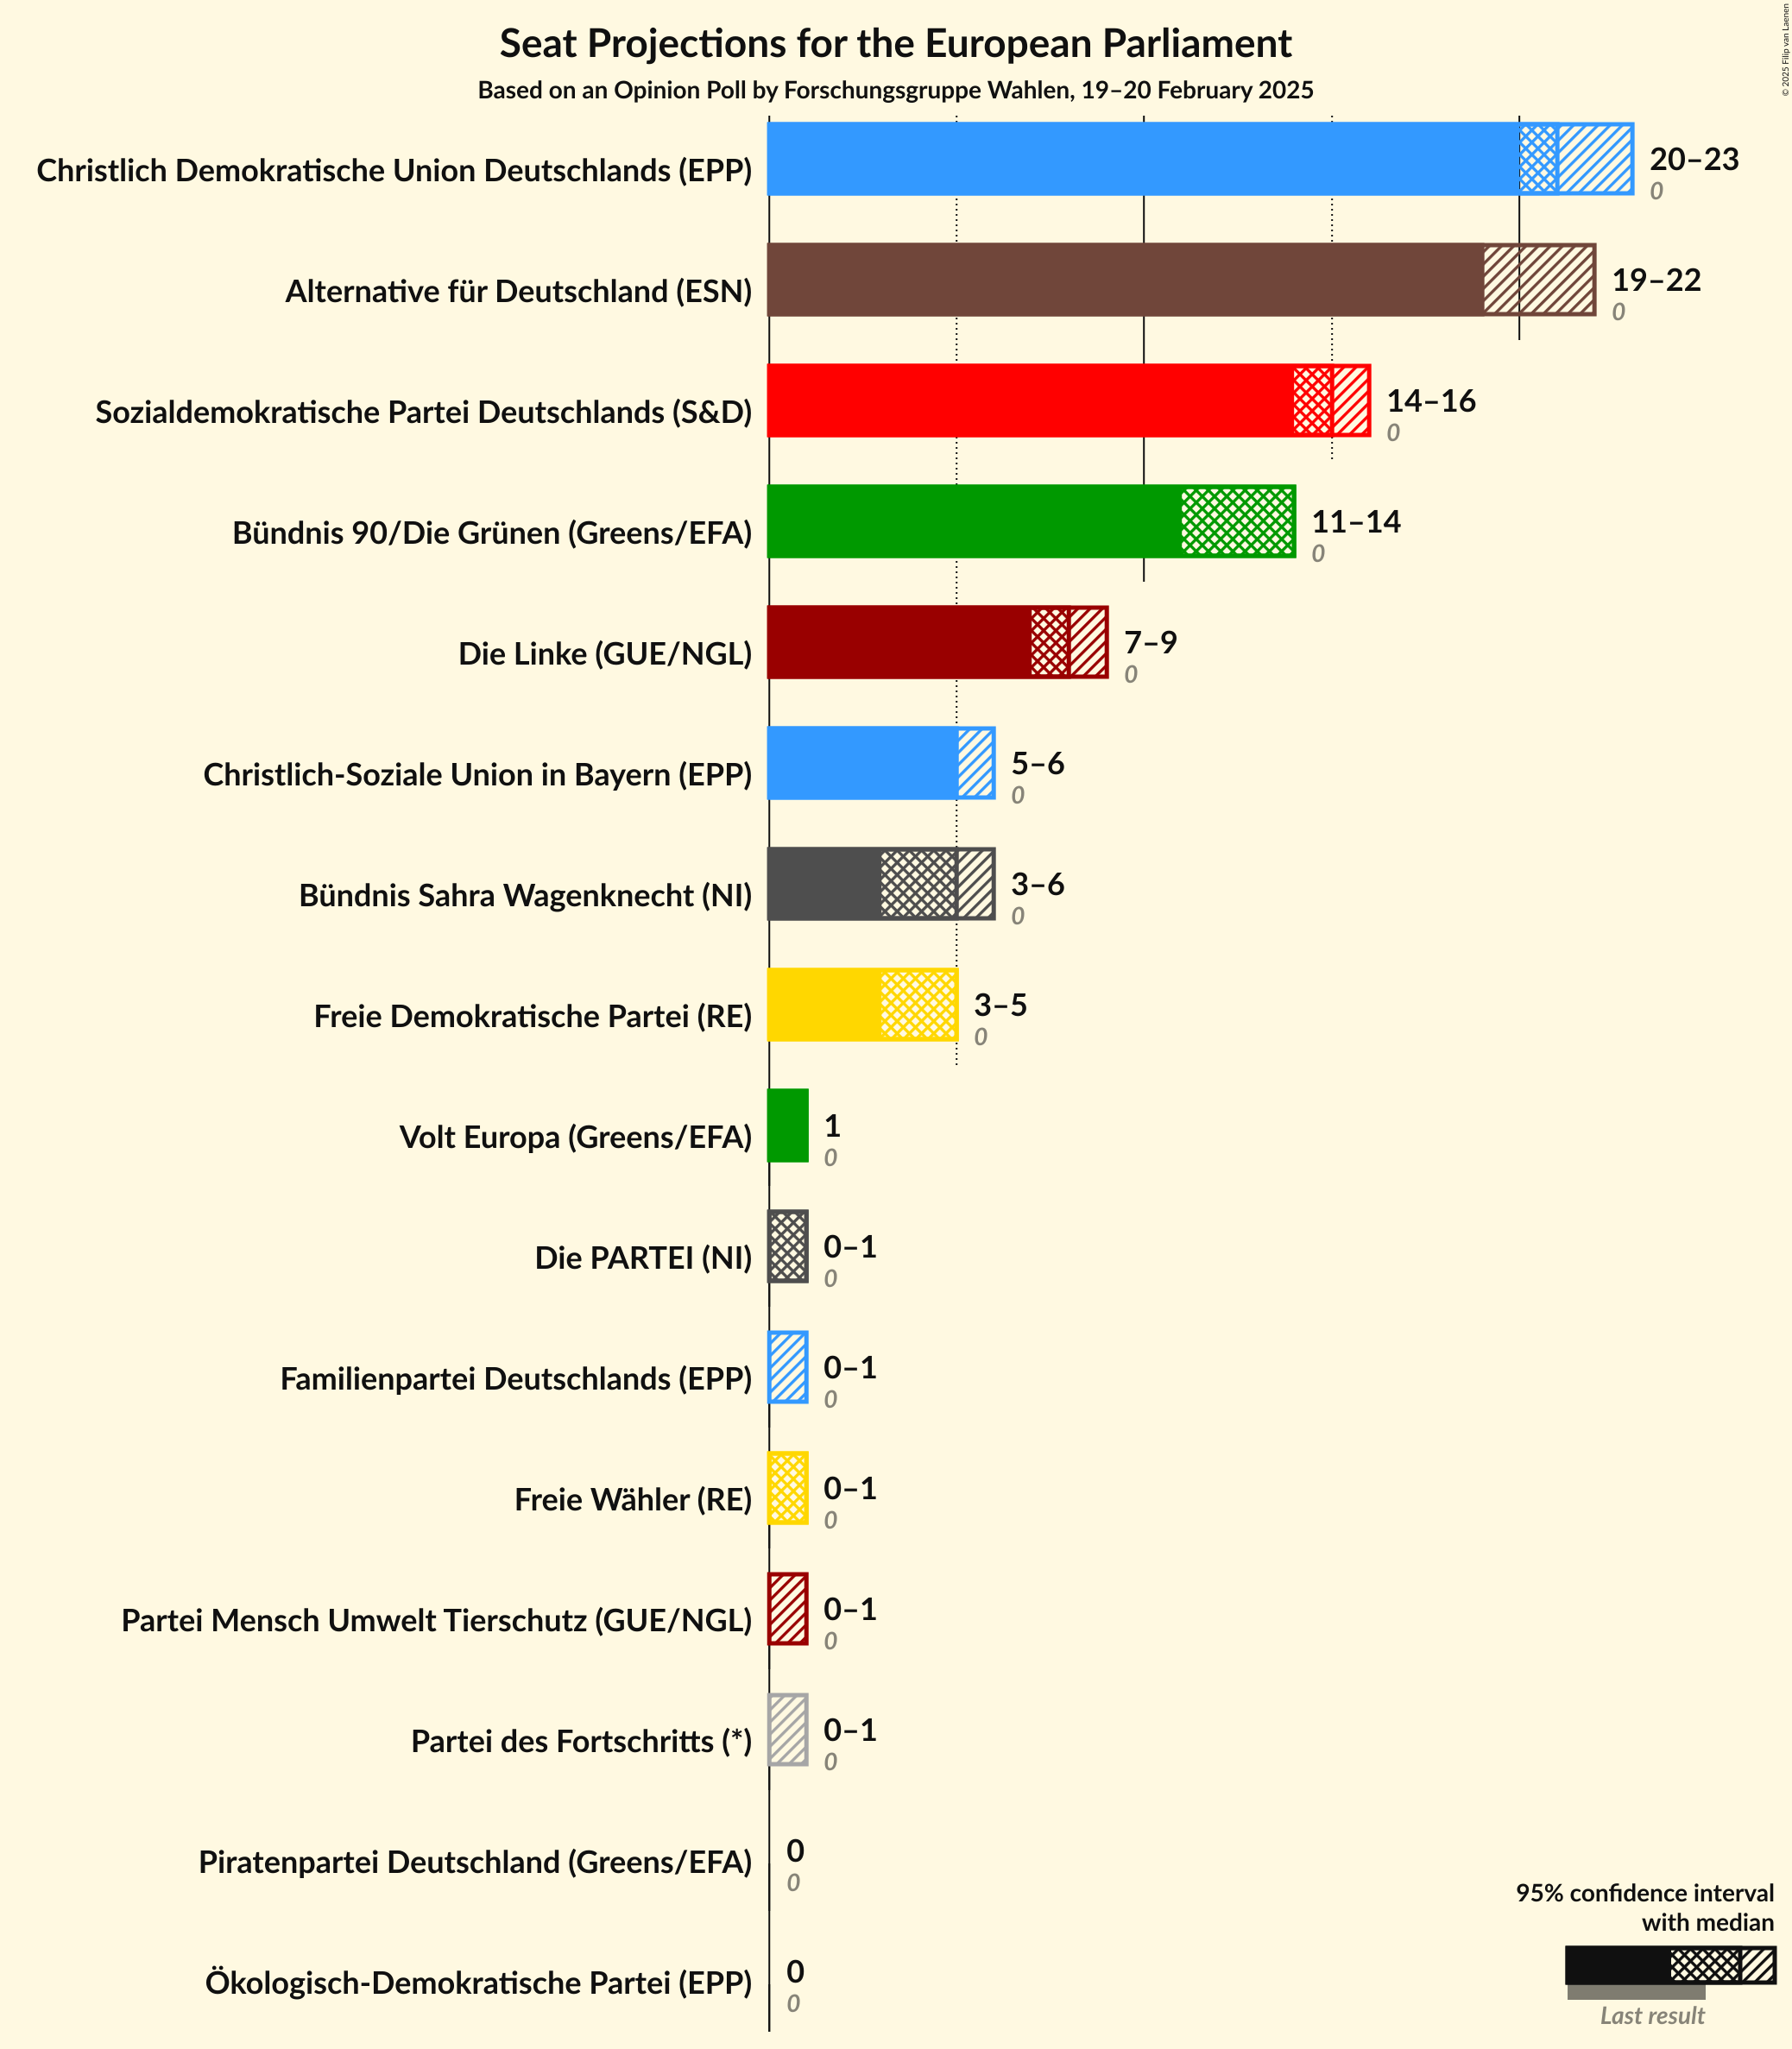 Seat Projections for the European Parliament
Based on an Opinion Poll by Forschungsgruppe Wahlen, 19–20 February 2025
© 2025 Filip van Laenen
Christlich Demokratische Union Deutschlands (EPP)
20–23
0
Alternative für Deutschland (ESN)
19–22
0
Sozialdemokratische Partei Deutschlands (S&D)
14–16
0
Bündnis 90/Die Grünen (Greens/EFA)
11–14
0
Die Linke (GUE/NGL)
7–9
0
Christlich-Soziale Union in Bayern (EPP)
5–6
0
Bündnis Sahra Wagenknecht (NI)
3–6
0
Freie Demokratische Partei (RE)
3–5
0
Volt Europa (Greens/EFA)
1
0
Die PARTEI (NI)
0–1
0
Familienpartei Deutschlands (EPP)
0–1
0
Freie Wähler (RE)
0–1
0
Partei Mensch Umwelt Tierschutz (GUE/NGL)
0–1
0
Partei des Fortschritts (*)
0–1
0
Piratenpartei Deutschland (Greens/EFA)
0
0
Ökologisch-Demokratische Partei (EPP)
0
0
95% confidence interval
with median
Last result